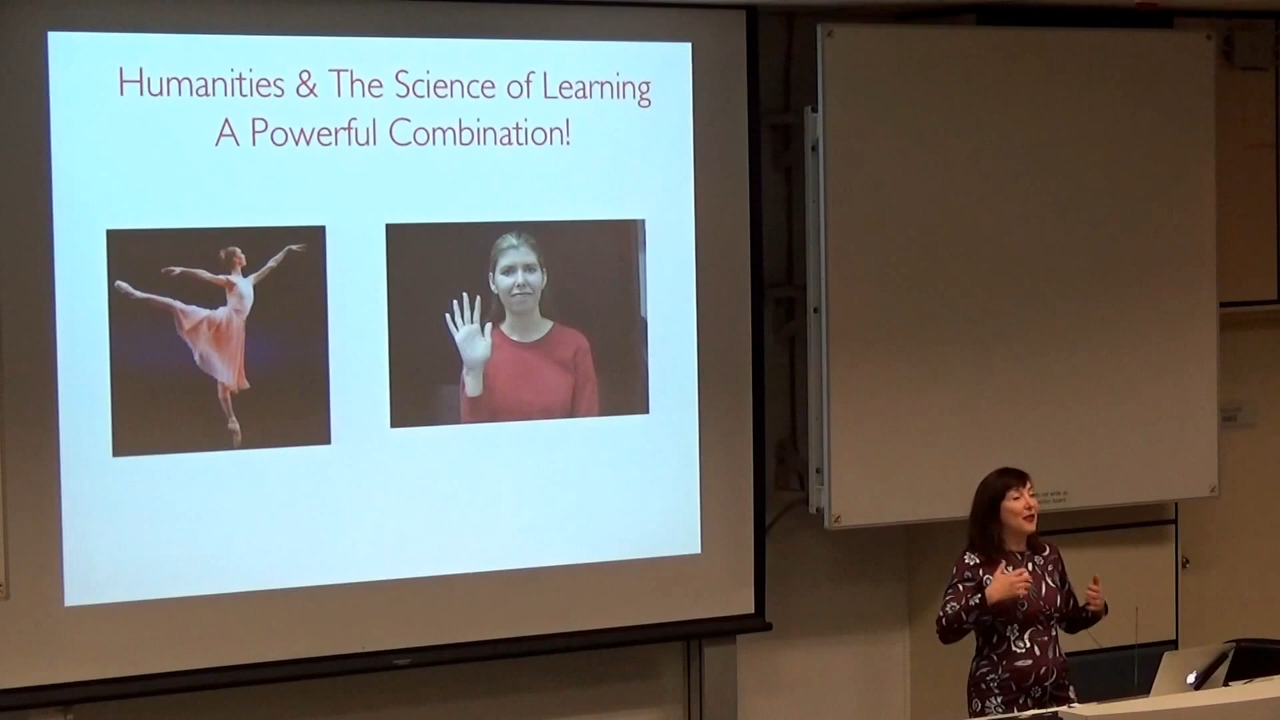 Humanities & The Science of Learning
A Powerful Combination!